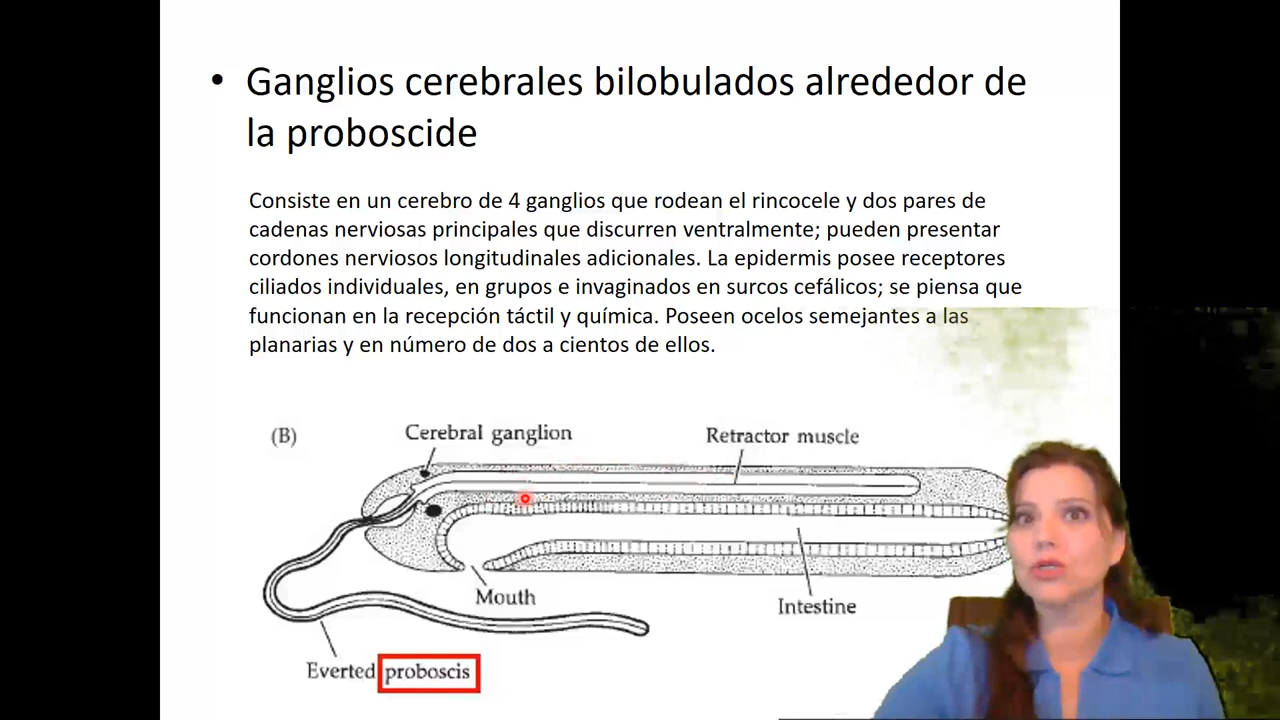 • Ganglios cerebrales bilobulados alrededor de
la proboscide
Consiste en un cerebro de 4 ganglios que rodean el rincocele y dos pares de
cadenas nerviosas principales que discurren ventralmente; pueden presentar
cordones nerviosos longitudinales adicionales. La epidermis posee receptores
ciliados individuales, en grupos e invaginados en surcos cefálicos; se piensa que
funcionan en la recepción táctil y química. Poseen ocelos semejantes a las
planarias y en número de dos a cientos de ellos.
(B)
Cerebral ganglion
Retractor muscle
Mouth
Intestine
Everted proboscis